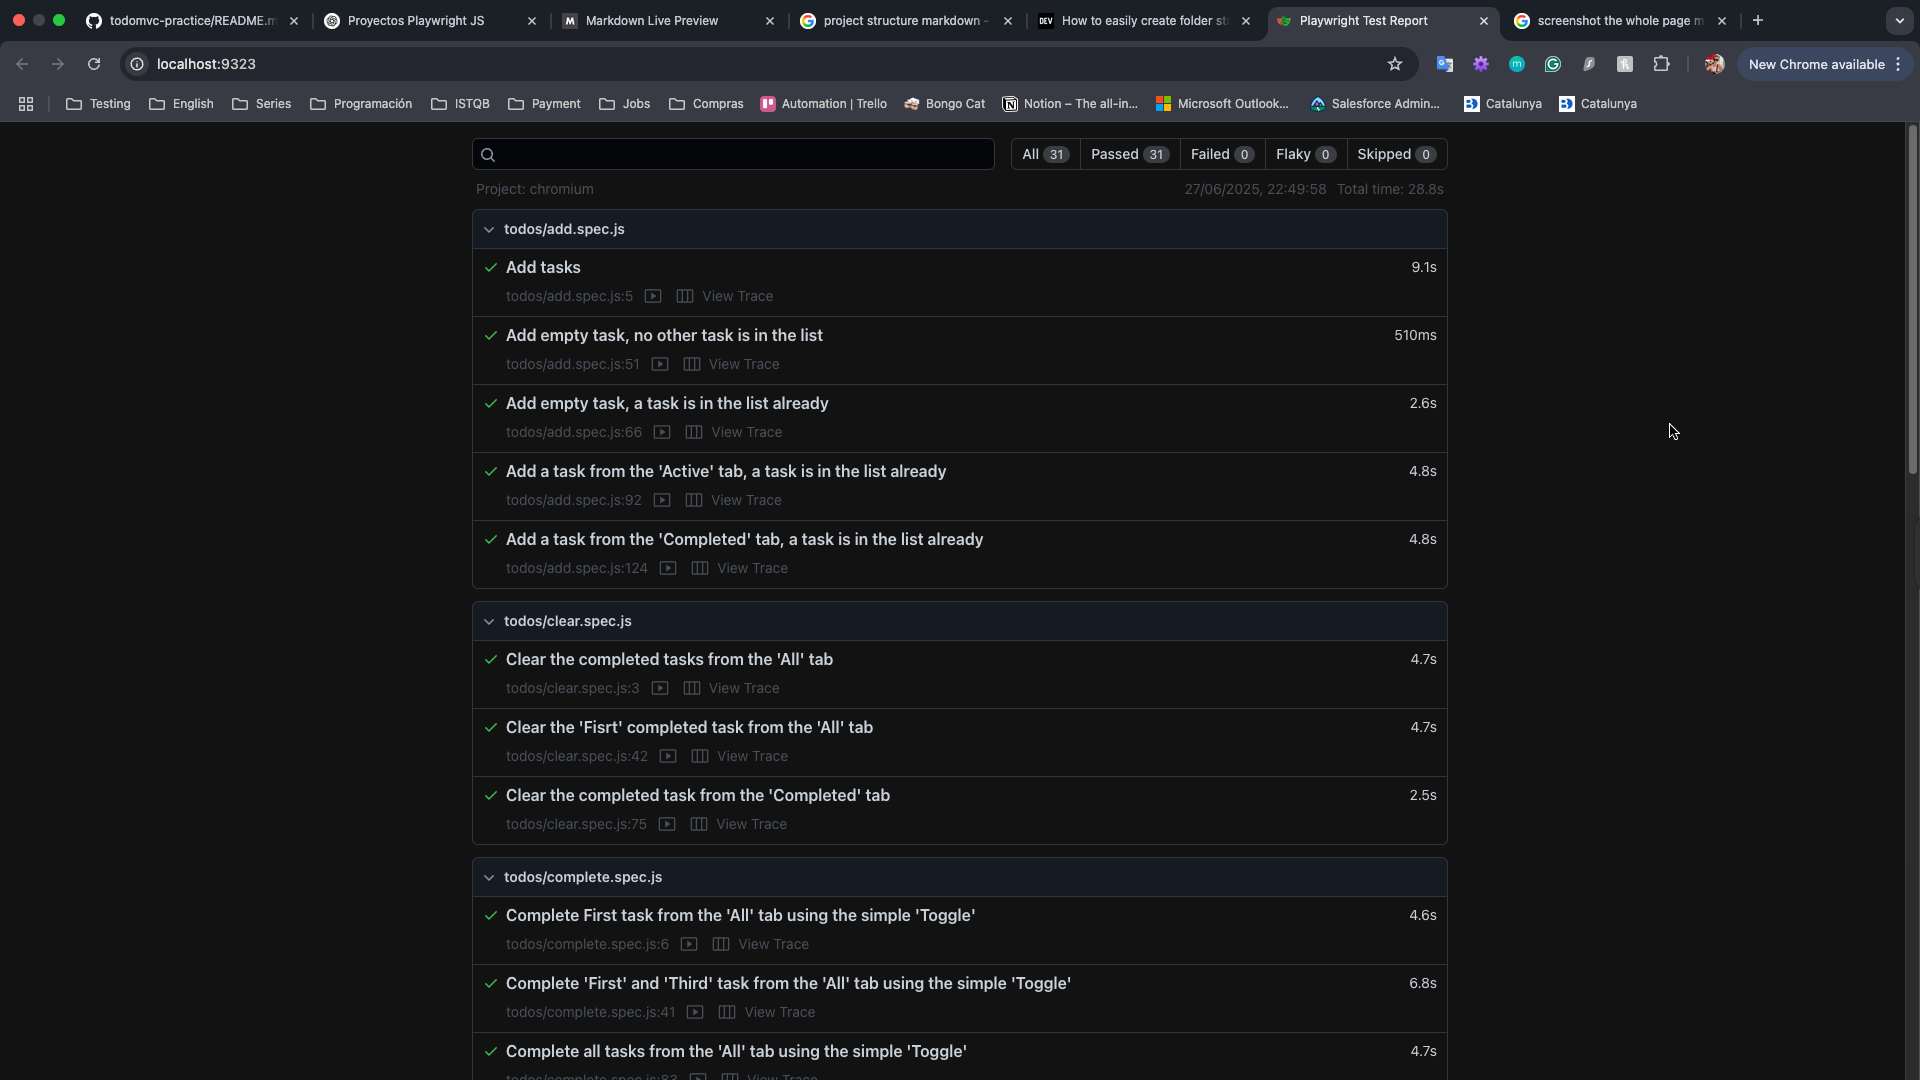 todomvc-practice/README.m
Proyectos Playwright JS
Markdown Live Preview
project structure markdown -
How to easily create folder st
Playwright Test Report
screenshot the whole page m
localhost:9323
New Chrome available
Testing
English
Series
Programación
ISTQB
Payment
Jobs
Compras
Automation | Trello
Bongo Cat
Notion – The all-in...
Microsoft Outlook...
Salesforce Admin...
Catalunya
Catalunya
All 31
Passed 31
Failed 0
Flaky 0
Skipped 0
Project: chromium
27/06/2025, 22:49:58 Total time: 28.8s
todos/add.spec.js
Add tasks 9.1s
todos/add.spec.js:5 View Trace
Add empty task, no other task is in the list 510ms
todos/add.spec.js:51 View Trace
Add empty task, a task is in the list already 2.6s
todos/add.spec.js:66 View Trace
Add a task from the 'Active' tab, a task is in the list already 4.8s
todos/add.spec.js:92 View Trace
Add a task from the 'Completed' tab, a task is in the list already 4.8s
todos/add.spec.js:124 View Trace
todos/clear.spec.js
Clear the completed tasks from the 'All' tab 4.7s
todos/clear.spec.js:3 View Trace
Clear the 'Fisrt' completed task from the 'All' tab 4.7s
todos/clear.spec.js:42 View Trace
Clear the completed task from the 'Completed' tab 2.5s
todos/clear.spec.js:75 View Trace
todos/complete.spec.js
Complete First task from the 'All' tab using the simple 'Toggle' 4.6s
todos/complete.spec.js:6 View Trace
Complete 'First' and 'Third' task from the 'All' tab using the simple 'Toggle' 6.8s
todos/complete.spec.js:41 View Trace
Complete all tasks from the 'All' tab using the simple 'Toggle' 4.7s
todos/complete.spec.js:83 View Trace